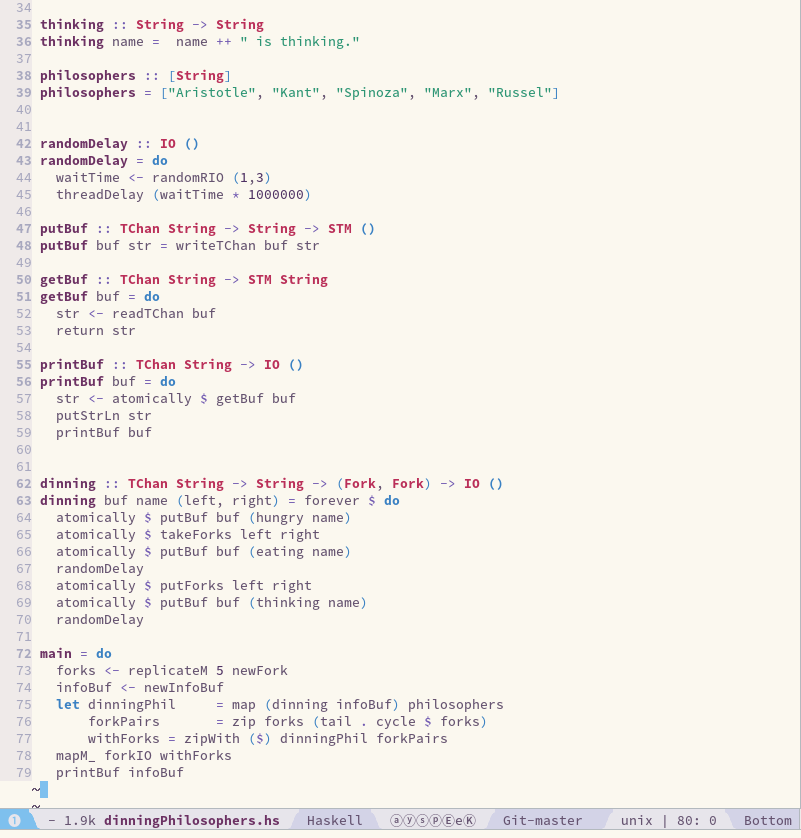 34
35 thinking :: String -> String
36 thinking name =  name ++ " is thinking."
37
38 philosophers :: [String]
39 philosophers = ["Aristotle", "Kant", "Spinoza", "Marx", "Russel"]
40
41
42 randomDelay :: IO ()
43 randomDelay = do
44   waitTime <- randomRIO (1,3)
45   threadDelay (waitTime * 1000000)
46
47 putBuf :: TChan String -> String -> STM ()
48 putBuf buf str = writeTChan buf str
49
50 getBuf :: TChan String -> STM String
51 getBuf buf = do
52   str <- readTChan buf
53   return str
54
55 printBuf :: TChan String -> IO ()
56 printBuf buf = do
57   str <- atomically $ getBuf buf
58   putStrLn str
59   printBuf buf
60
61
62 dinning :: TChan String -> String -> (Fork, Fork) -> IO ()
63 dinning buf name (left, right) = forever $ do
64   atomically $ putBuf buf (hungry name)
65   atomically $ takeForks left right
66   atomically $ putBuf buf (eating name)
67   randomDelay
68   atomically $ putForks left right
69   atomically $ putBuf buf (thinking name)
70   randomDelay
71
72 main = do
73   forks <- replicateM 5 newFork
74   infoBuf <- newInfoBuf
75   let dinningPhil     = map (dinning infoBuf) philosophers
76       forkPairs       = zip forks (tail . cycle $ forks)
77       withForks = zipWith ($) dinningPhil forkPairs
78   mapM_ forkIO withForks
79   printBuf infoBuf
~
~
① - 1.9k dinningPhilosophers.hs Haskell ⓐⓨⓢⓟⒺeⓀ Git-master unix | 80: 0 Bottom